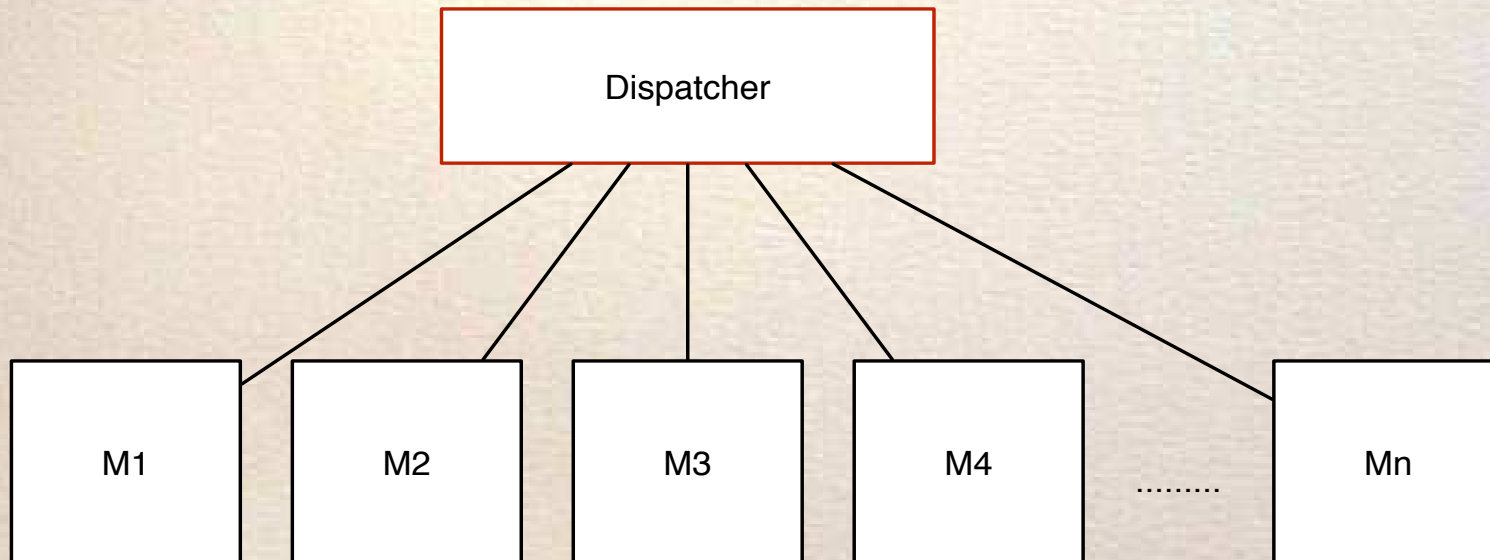 Dispatcher
M1
M2
M3
M4
.........
Mn